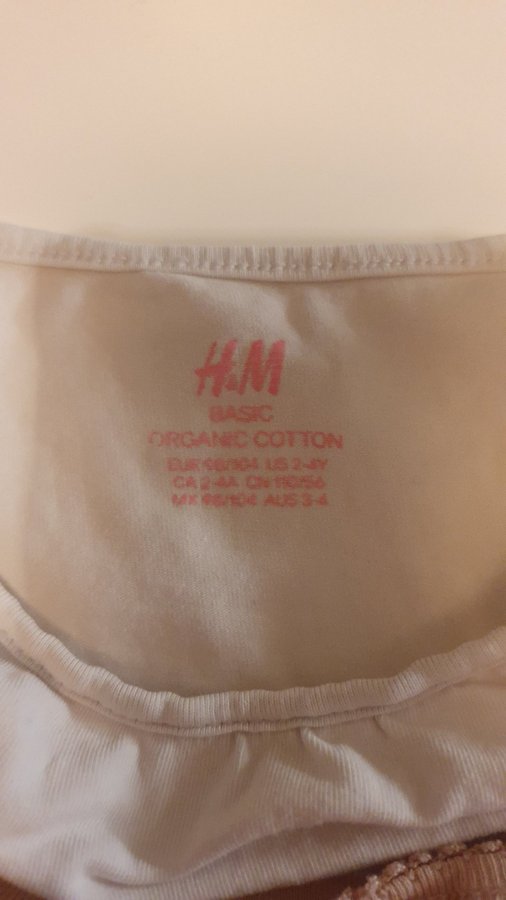 H&M
BASIC
ORGANIC COTTON
EUR 98/104 US 2-4Y
CA 2-4A CN 110/56
MX 98/104 AUS 3-4